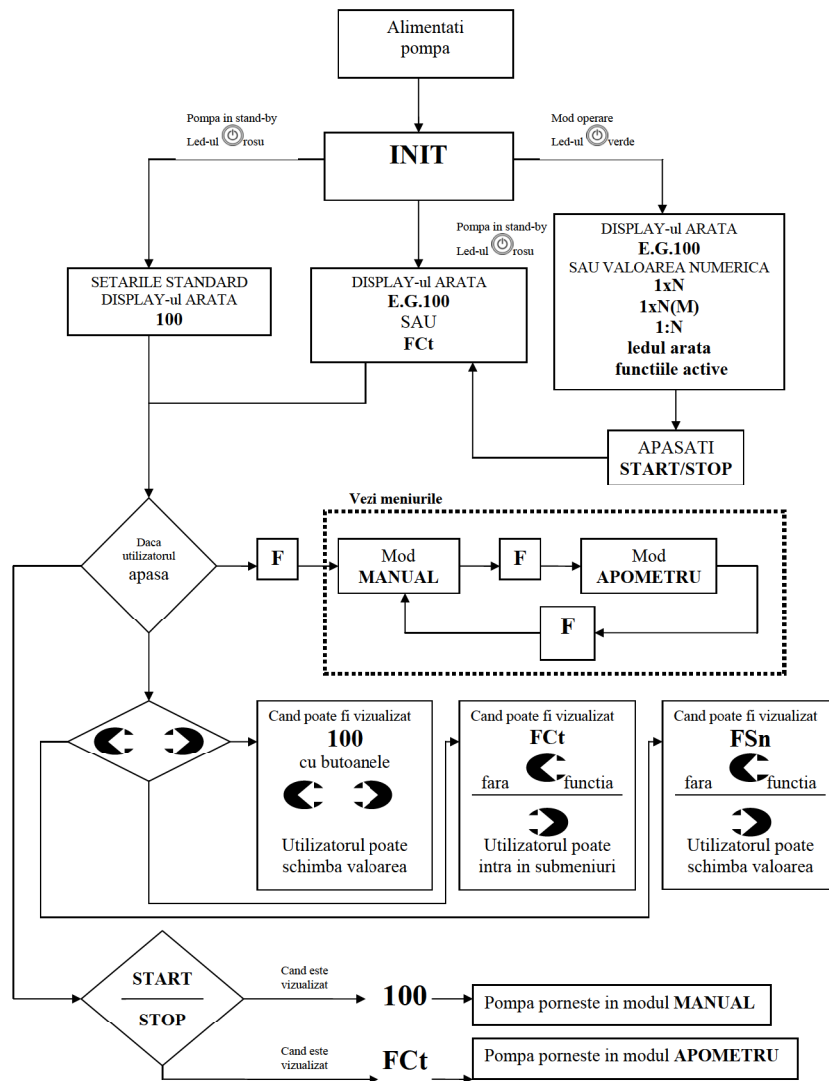 Alimentati
pompa
Pompa in stand-by
Led-ul rosu
Mod operare
Led-ul verde
INIT
Pompa in stand-by
Led-ul rosu
SETARILE STANDARD
DISPLAY-ul ARATA
100
DISPLAY-ul ARATA
E.G.100
SAU
FCt
DISPLAY-ul ARATA
E.G.100
SAU VALOAREA NUMERICA
1xN
1xN(M)
1:N
ledul arata
functiile active
APASATI
START/STOP
Vezi meniurile
Daca
utilizatorul
apasa
F
Mod
MANUAL
F
Mod
APOMETRU
F
Cand poate fi vizualizat
100
cu butoanele
Utilizatorul poate
schimba valoarea
Cand poate fi vizualizat
FCt
fara functia
Utilizatorul poate
intra in submeniuri
Cand poate fi vizualizat
FSn
fara functia
Utilizatorul poate
schimba valoarea
START
STOP
Cand este
vizualizat
100
Pompa porneste in modul MANUAL
Cand este
vizualizat
FCt
Pompa porneste in modul APOMETRU